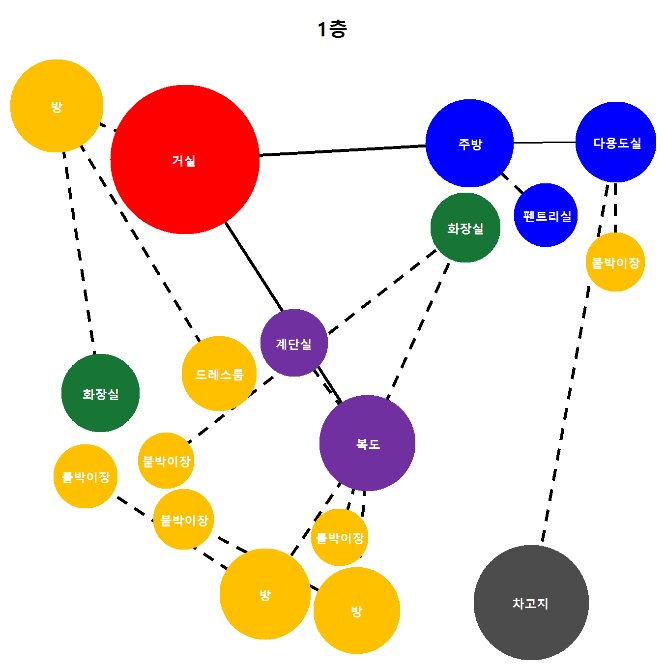 1층
방
거실
주방
다용도실
펜트리실
화장실
붙박이장
계단실
드레스룸
화장실
복도
붙박이장
붙박이장
붙박이장
붙박이장
방
방
차고지